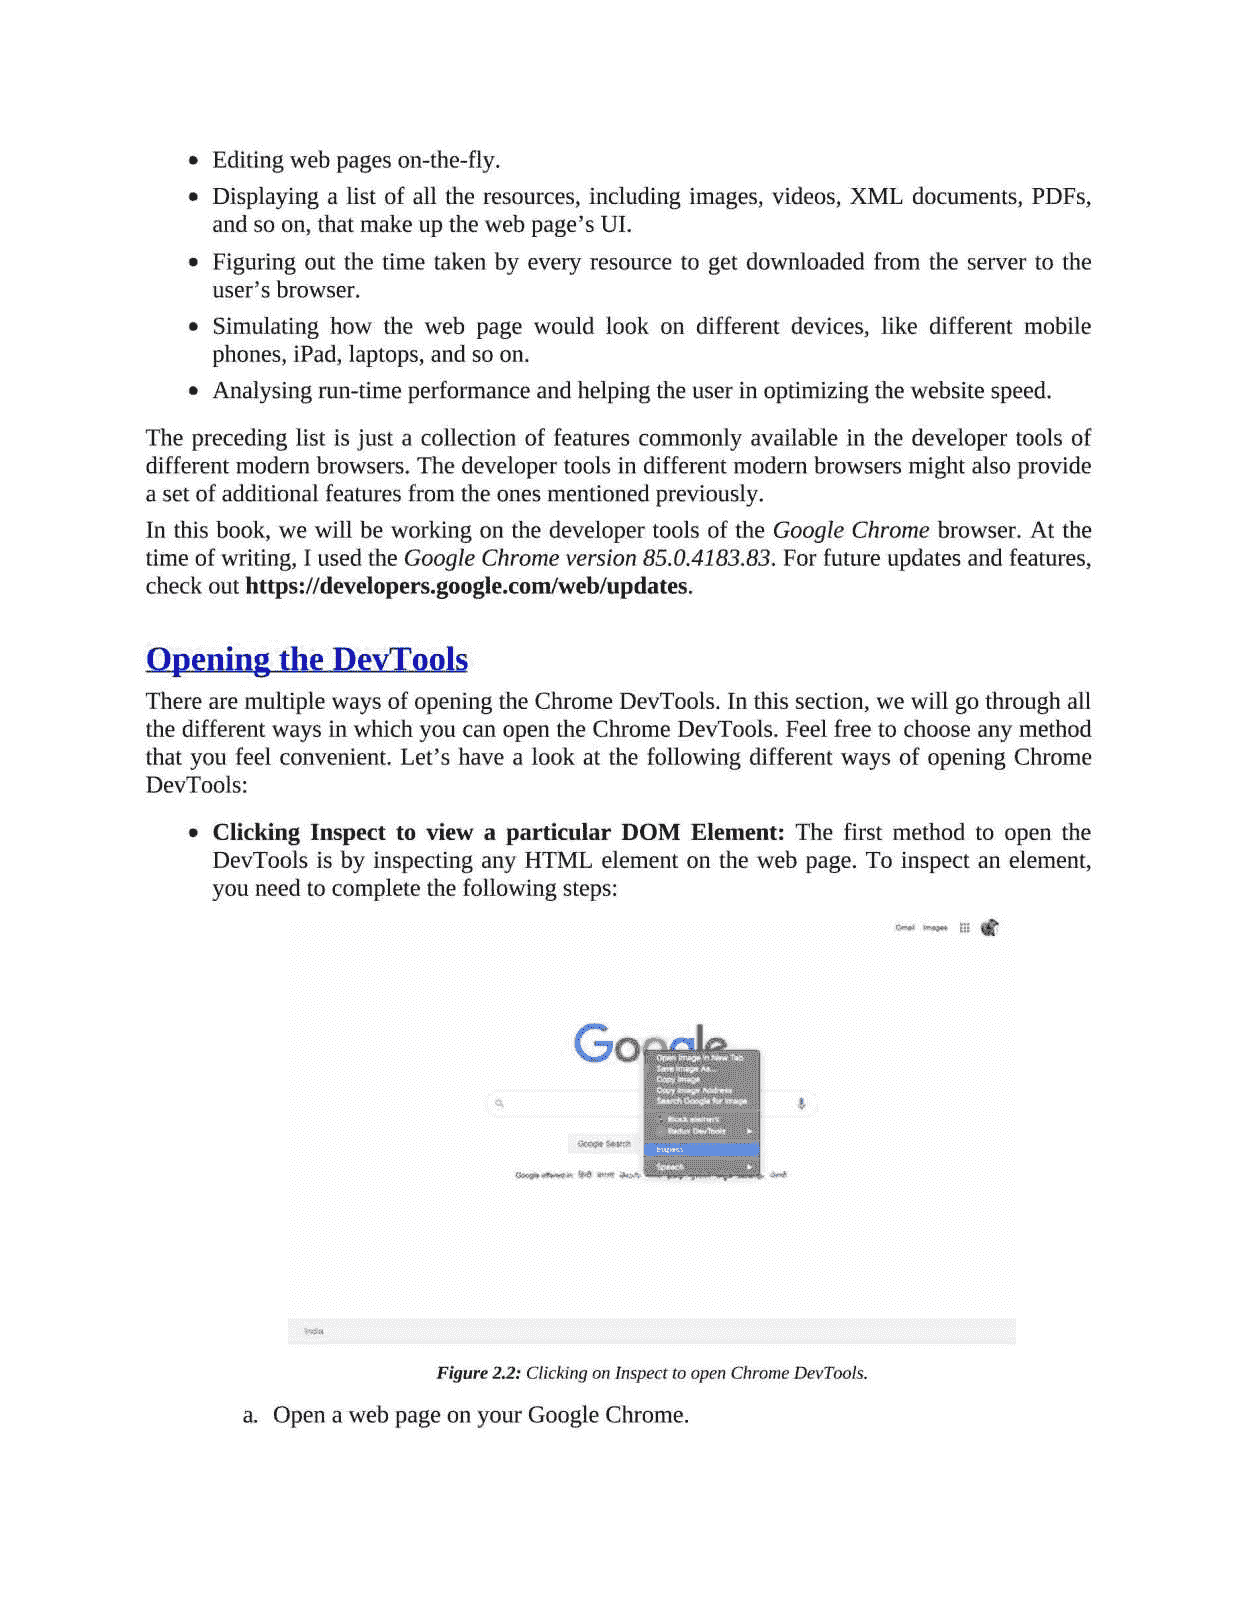 • Editing web pages on-the-fly.
• Displaying a list of all the resources, including images, videos, XML documents, PDFs,
and so on, that make up the web page’s UI.
• Figuring out the time taken by every resource to get downloaded from the server to the
user’s browser.
• Simulating how the web page would look on different devices, like different mobile
phones, iPad, laptops, and so on.
• Analysing run-time performance and helping the user in optimizing the website speed.
The preceding list is just a collection of features commonly available in the developer tools of
different modern browsers. The developer tools in different modern browsers might also provide
a set of additional features from the ones mentioned previously.
In this book, we will be working on the developer tools of the Google Chrome browser. At the
time of writing, I used the Google Chrome version 85.0.4183.83. For future updates and features,
check out https://developers.google.com/web/updates.
Opening the DevTools
There are multiple ways of opening the Chrome DevTools. In this section, we will go through all
the different ways in which you can open the Chrome DevTools. Feel free to choose any method
that you feel convenient. Let’s have a look at the following different ways of opening Chrome
DevTools:
• Clicking Inspect to view a particular DOM Element: The first method to open the
DevTools is by inspecting any HTML element on the web page. To inspect an element,
you need to complete the following steps:
Gmail Images
Google
Open Image in New Tab
Save Image As...
Copy Image
Copy Image Address
Search Google for Image
Block element
Redux DevTools
Google Search
Inspect
Speech
Google offered in: हिन्दी বাংলা తెలుగు
India
Figure 2.2: Clicking on Inspect to open Chrome DevTools.
a. Open a web page on your Google Chrome.